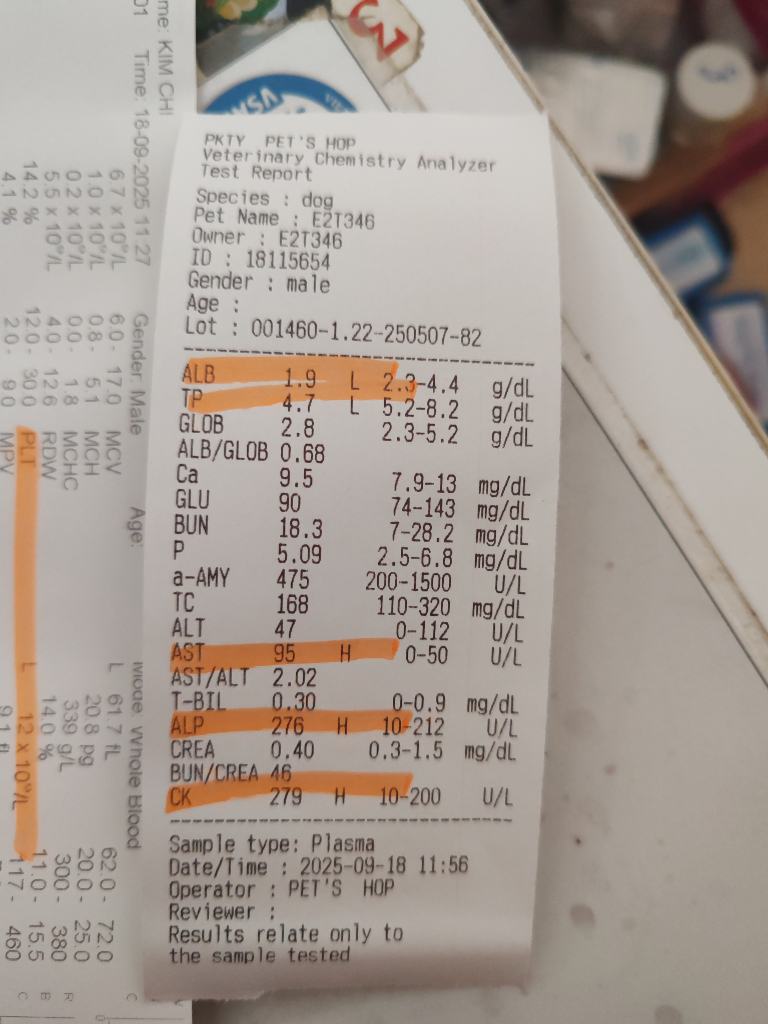 PKTY PET'S HOP
Veterinary Chemistry Analyzer
Test Report
Species : dog
Pet Name : E2T346
Owner : E2T346
ID : 18115654
Gender : male
Age :
Lot : 001460-1.22-250507-82
ALB 1.9 L 2.3-4.4 g/dL
TP 4.7 L 5.2-8.2 g/dL
GLOB 2.8 2.3-5.2 g/dL
ALB/GLOB 0.68
Ca 9.5 7.9-13 mg/dL
GLU 90 74-143 mg/dL
BUN 18.3 7-28.2 mg/dL
P 5.09 2.5-6.8 mg/dL
a-AMY 475 200-1500 U/L
TC 168 110-320 mg/dL
ALT 47 0-112 U/L
AST 95 H 0-50 U/L
AST/ALT 2.02
T-BIL 0.30 0-0.9 mg/dL
ALP 276 H 10-212 U/L
CREA 0.40 0.3-1.5 mg/dL
BUN/CREA 46
CK 279 H 10-200 U/L
Sample type: Plasma
Date/Time : 2025-09-18 11:56
Operator : PET'S HOP
Reviewer :
Results relate only to
the sample tested
me: KIM CHI
01 Time: 18-09-2025 11:27 Gender: Male Age: Mode: Whole Blood
6.7 x 10⁹/L 6.0 - 17.0 MCV L 61.7 fL 62.0 - 72.0
1.0 x 10⁹/L 0.8 - 5.1 MCH 20.8 pg 20.0 - 25.0
0.2 x 10⁹/L 0.0 - 1.8 MCHC 339 g/L 300 - 380
5.5 x 10⁹/L 4.0 - 12.6 RDW 14.0 % 11.0 - 15.5
14.2 % 12.0 - 30.0 PLT L 12 x 10⁹/L 117 - 460
4.1 % 2.0 - 9.0 MPV 9.1 fl